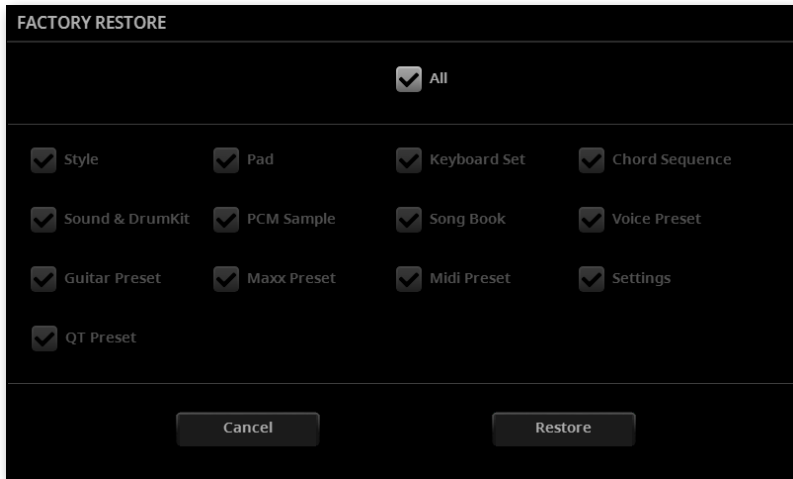 FACTORY RESTORE
All
Style Pad Keyboard Set Chord Sequence
Sound & DrumKit PCM Sample Song Book Voice Preset
Guitar Preset Maxx Preset Midi Preset Settings
QT Preset
Cancel Restore